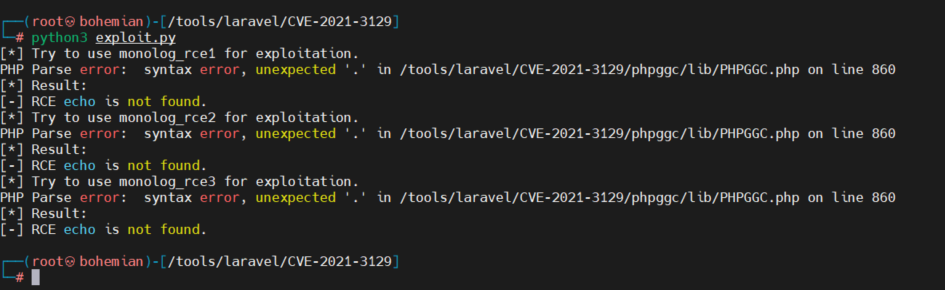 ┌──(root💀bohemian)-[/tools/laravel/CVE-2021-3129]
└─# python3 exploit.py
[*] Try to use monolog_rce1 for exploitation.
PHP Parse error:  syntax error, unexpected '.' in /tools/laravel/CVE-2021-3129/phpggc/lib/PHPGGC.php on line 860
[*] Result:
[-] RCE echo is not found.
[*] Try to use monolog_rce2 for exploitation.
PHP Parse error:  syntax error, unexpected '.' in /tools/laravel/CVE-2021-3129/phpggc/lib/PHPGGC.php on line 860
[*] Result:
[-] RCE echo is not found.
[*] Try to use monolog_rce3 for exploitation.
PHP Parse error:  syntax error, unexpected '.' in /tools/laravel/CVE-2021-3129/phpggc/lib/PHPGGC.php on line 860
[*] Result:
[-] RCE echo is not found.
┌──(root💀bohemian)-[/tools/laravel/CVE-2021-3129]
└─#